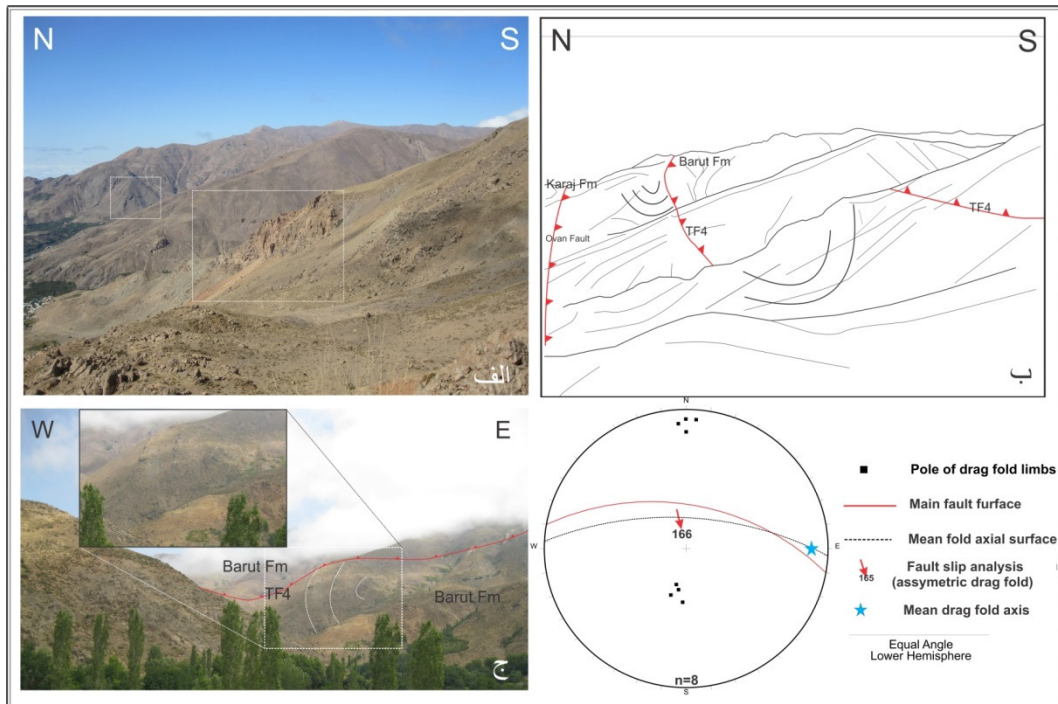 N
S
الف
N
S
Barut Fm
Karaj Fm
TF4
Ovan Fault
TF4
ب
W
E
Barut Fm
TF4
Barut Fm
ج
N
W
E
S
166
n=8
Pole of drag fold limbs
Main fault furface
Mean fold axial surface
Fault slip analysis
165
(assymetric drag fold)
Mean drag fold axis
Equal Angle
Lower Hemisphere